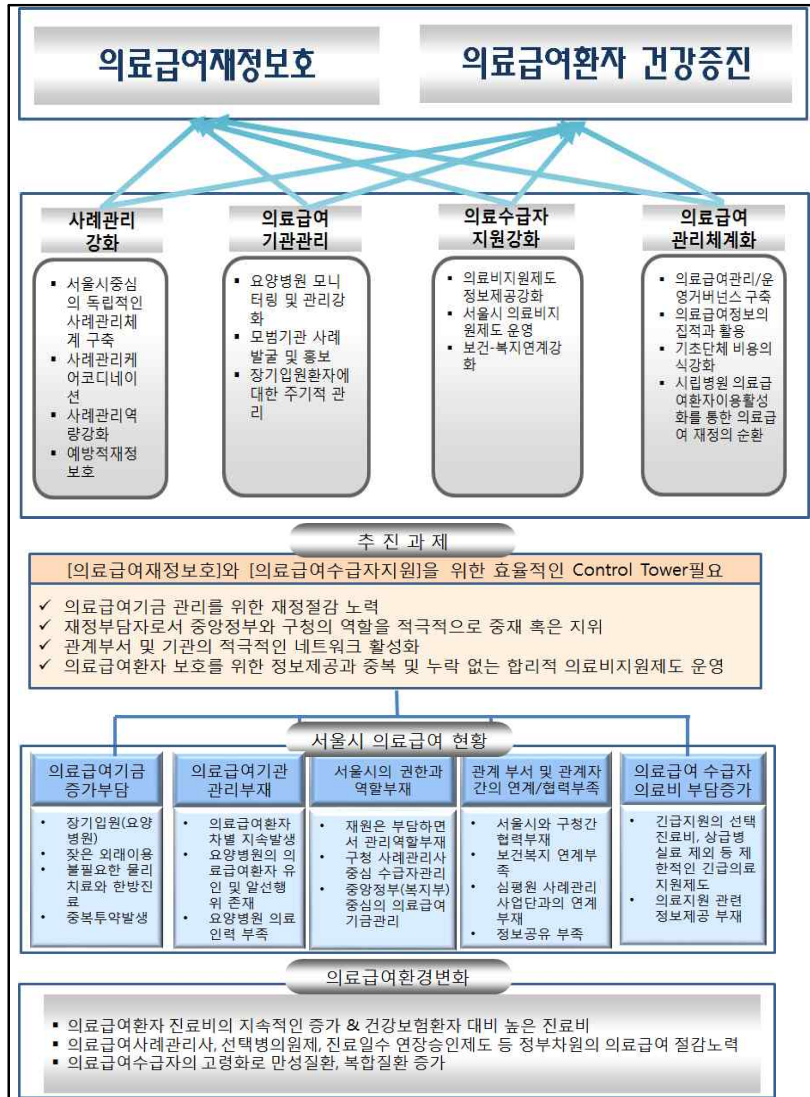 의료급여재정보호
의료급여환자 건강증진
사례관리
강화
▪ 서울시중심
의 독립적인
사례관리체
계 구축
▪ 사례관리케
어코디네이
션
▪ 사례관리역
량강화
▪ 예방적재정
보호
의료급여
기관관리
▪ 요양병원 모니
터링 및 관리강
화
▪ 모범기관 사례
발굴 및 홍보
▪ 장기입원환자에
대한 주기적 관
리
의료수급자
지원강화
▪ 의료비지원제도
정보제공강화
▪ 서울시 의료비지
원제도 운영
▪ 보건-복지연계강
화
의료급여
관리체계화
▪ 의료급여관리/운
영거버넌스 구축
▪ 의료급여정보의
집적과 활용
▪ 기초단체 비용의
식강화
▪ 시립병원 의료급
여환자이용활성
화를 통한 의료급
여 재정의 순환
추 진 과 제
[의료급여재정보호]와 [의료급여수급자지원]을 위한 효율적인 Control Tower필요
✓ 의료급여기금 관리를 위한 재정절감 노력
✓ 재정부담자로서 중앙정부와 구청의 역할을 적극적으로 중재 혹은 지위
✓ 관계부서 및 기관의 적극적인 네트워크 활성화
✓ 의료급여환자 보호를 위한 정보제공과 중복 및 누락 없는 합리적 의료비지원제도 운영
서울시 의료급여 현황
의료급여기금
증가부담
• 장기입원(요양
병원)
• 잦은 외래이용
• 불필요한 물리
치료와 한방진
료
• 중복투약발생
의료급여기관
관리부재
• 의료급여환자
차별 지속발생
• 요양병원의 의
료급여환자 유
인 및 알선행
위 존재
• 요양병원 의료
인력 부족
서울시의 권한과
역할부재
• 재원은 부담하면
서 관리역할부재
• 구청 사례관리사
중심 수급자관리
• 중앙정부(복지부)
중심의 의료급여
기금관리
관계 부서 및 관계자
간의 연계/협력부족
• 서울시와 구청간
협력부재
• 보건복지 연계부
족
• 심평원 사례관리
사업단과의 연계
부재
• 정보공유 부족
의료급여 수급자
의료비 부담증가
• 긴급지원의 선택
진료비, 상급병
실료 제외 등 제
한적인 긴급의료
지원제도
• 의료지원 관련
정보제공 부재
의료급여환경변화
▪ 의료급여환자 진료비의 지속적인 증가 & 건강보험환자 대비 높은 진료비
▪ 의료급여사례관리사, 선택병의원제, 진료일수 연장승인제도 등 정부차원의 의료급여 절감노력
▪ 의료급여수급자의 고령화로 만성질환, 복합질환 증가